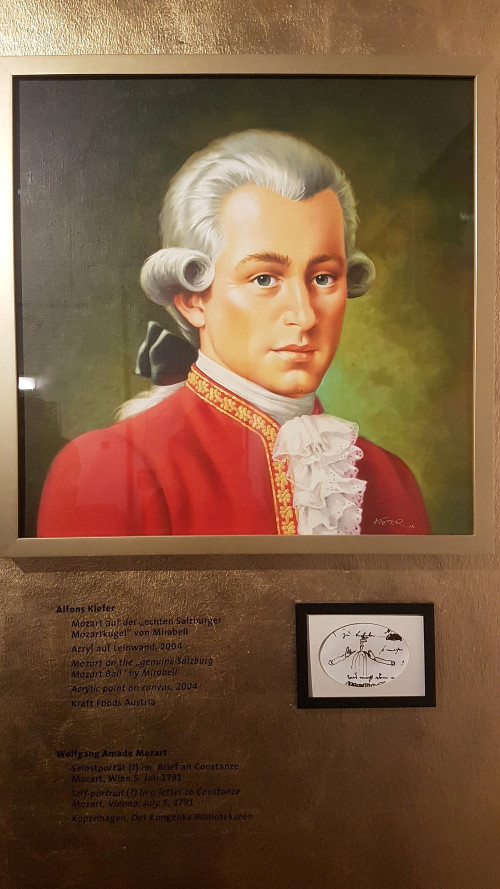 KIEFER
Alfons Kiefer
Mozart auf der „echten Salzburger
Mozartkugel" von Mirabell
Acryl auf Leinwand, 2004
Mozart on the „genuine Salzburg
Mozart Ball" by Mirabell
Acrylic paint on canvas, 2004
Kraft Foods Austria
Wolfgang Amadé Mozart
Selbstporträt (?) im Brief an Constanze
Mozart, Wien 5. Juli 1791
Self-portrait (?) in a letter to Constanze
Mozart, Vienna, July 5, 1791
Kopenhagen, Det Kongelike Bibliotekseen